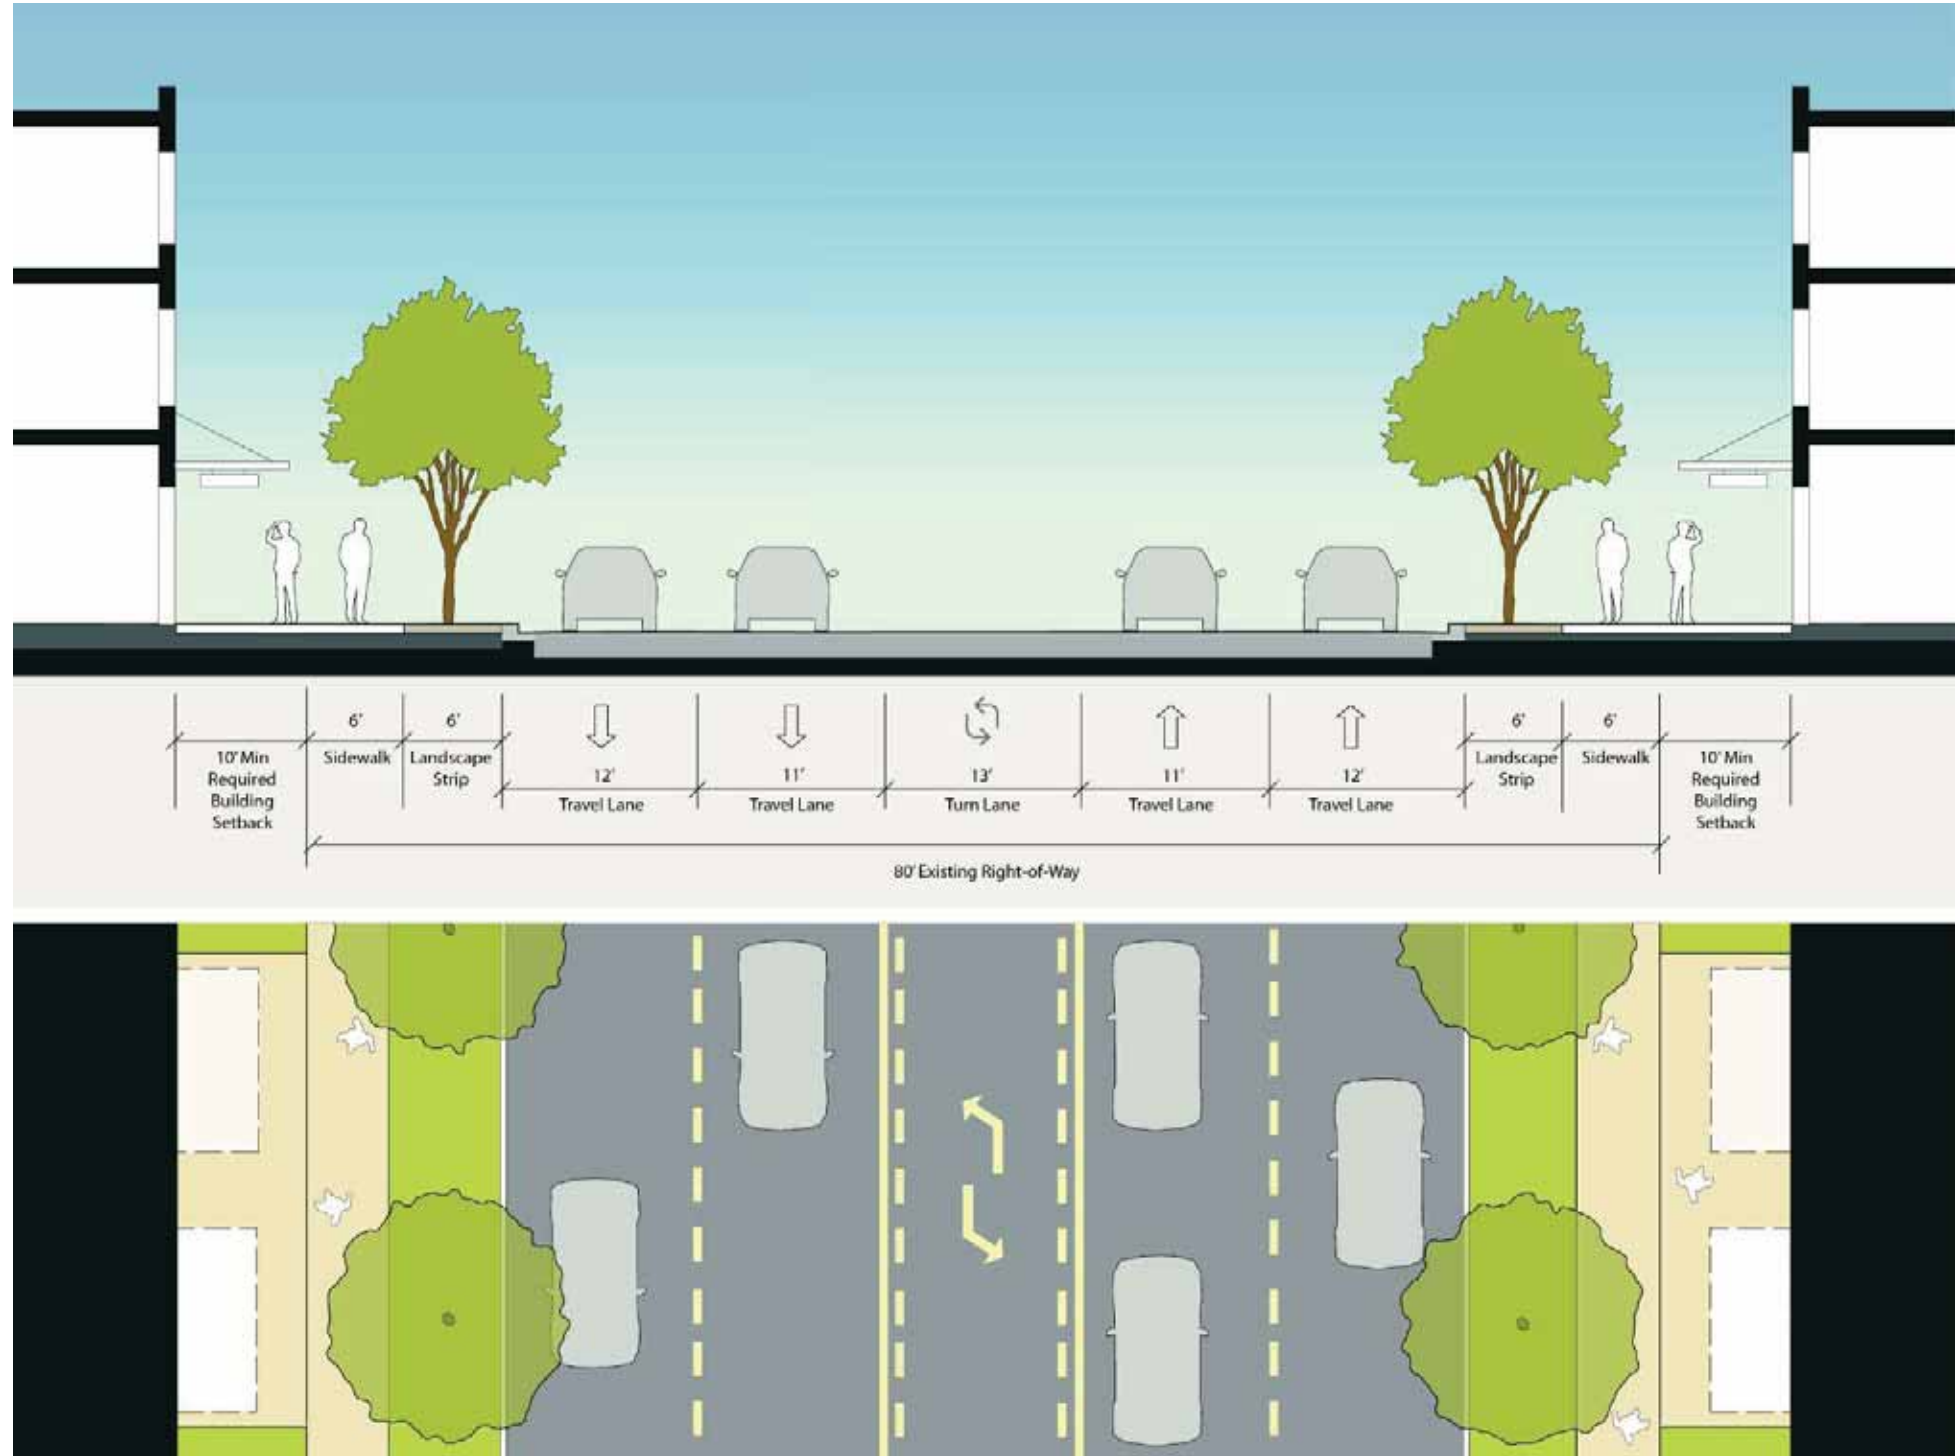 10' Min
Required
Building
Setback
6'
Sidewalk
6'
Landscape
Strip
12'
Travel Lane
11'
Travel Lane
13'
Turn Lane
11'
Travel Lane
12'
Travel Lane
6'
Landscape
Strip
6'
Sidewalk
10' Min
Required
Building
Setback
80' Existing Right-of-Way